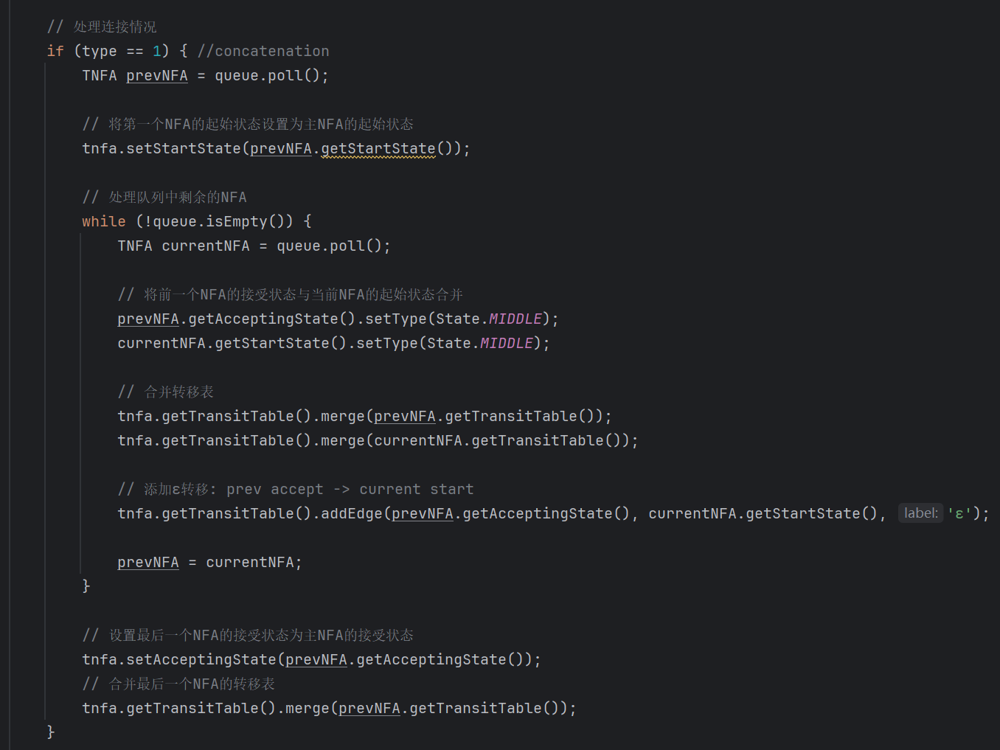 // 处理连接情况
if (type == 1) { //concatenation
TNFA prevNFA = queue.poll();
// 将第一个NFA的起始状态设置为主NFA的起始状态
tnfa.setStartState(prevNFA.getStartState());
// 处理队列中剩余的NFA
while (!queue.isEmpty()) {
TNFA currentNFA = queue.poll();
// 将前一个NFA的接受状态与当前NFA的起始状态合并
prevNFA.getAcceptingState().setType(State.MIDDLE);
currentNFA.getStartState().setType(State.MIDDLE);
// 合并转移表
tnfa.getTransitTable().merge(prevNFA.getTransitTable());
tnfa.getTransitTable().merge(currentNFA.getTransitTable());
// 添加ε转移: prev accept -> current start
tnfa.getTransitTable().addEdge(prevNFA.getAcceptingState(), currentNFA.getStartState(), label: 'ε');
prevNFA = currentNFA;
}
// 设置最后一个NFA的接受状态为主NFA的接受状态
tnfa.setAcceptingState(prevNFA.getAcceptingState());
// 合并最后一个NFA的转移表
tnfa.getTransitTable().merge(prevNFA.getTransitTable());
}